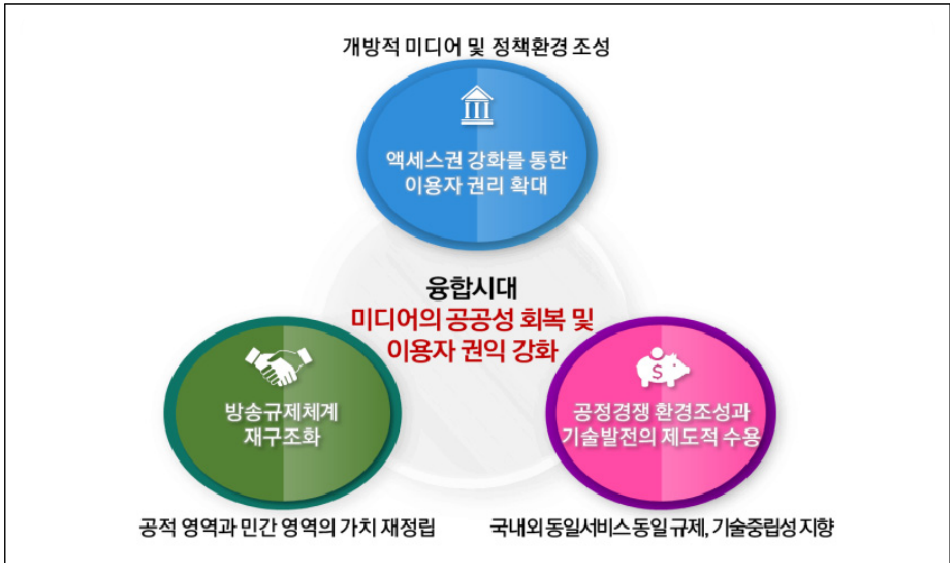 개방적 미디어 및 정책환경 조성
액세스권 강화를 통한
이용자 권리 확대
융합시대
미디어의 공공성 회복 및
이용자 권익 강화
방송규제체계
재구조화
공적 영역과 민간 영역의 가치 재정립
$
공정경쟁 환경조성과
기술발전의 제도적 수용
국내외 동일서비스 동일 규제, 기술중립성 지향